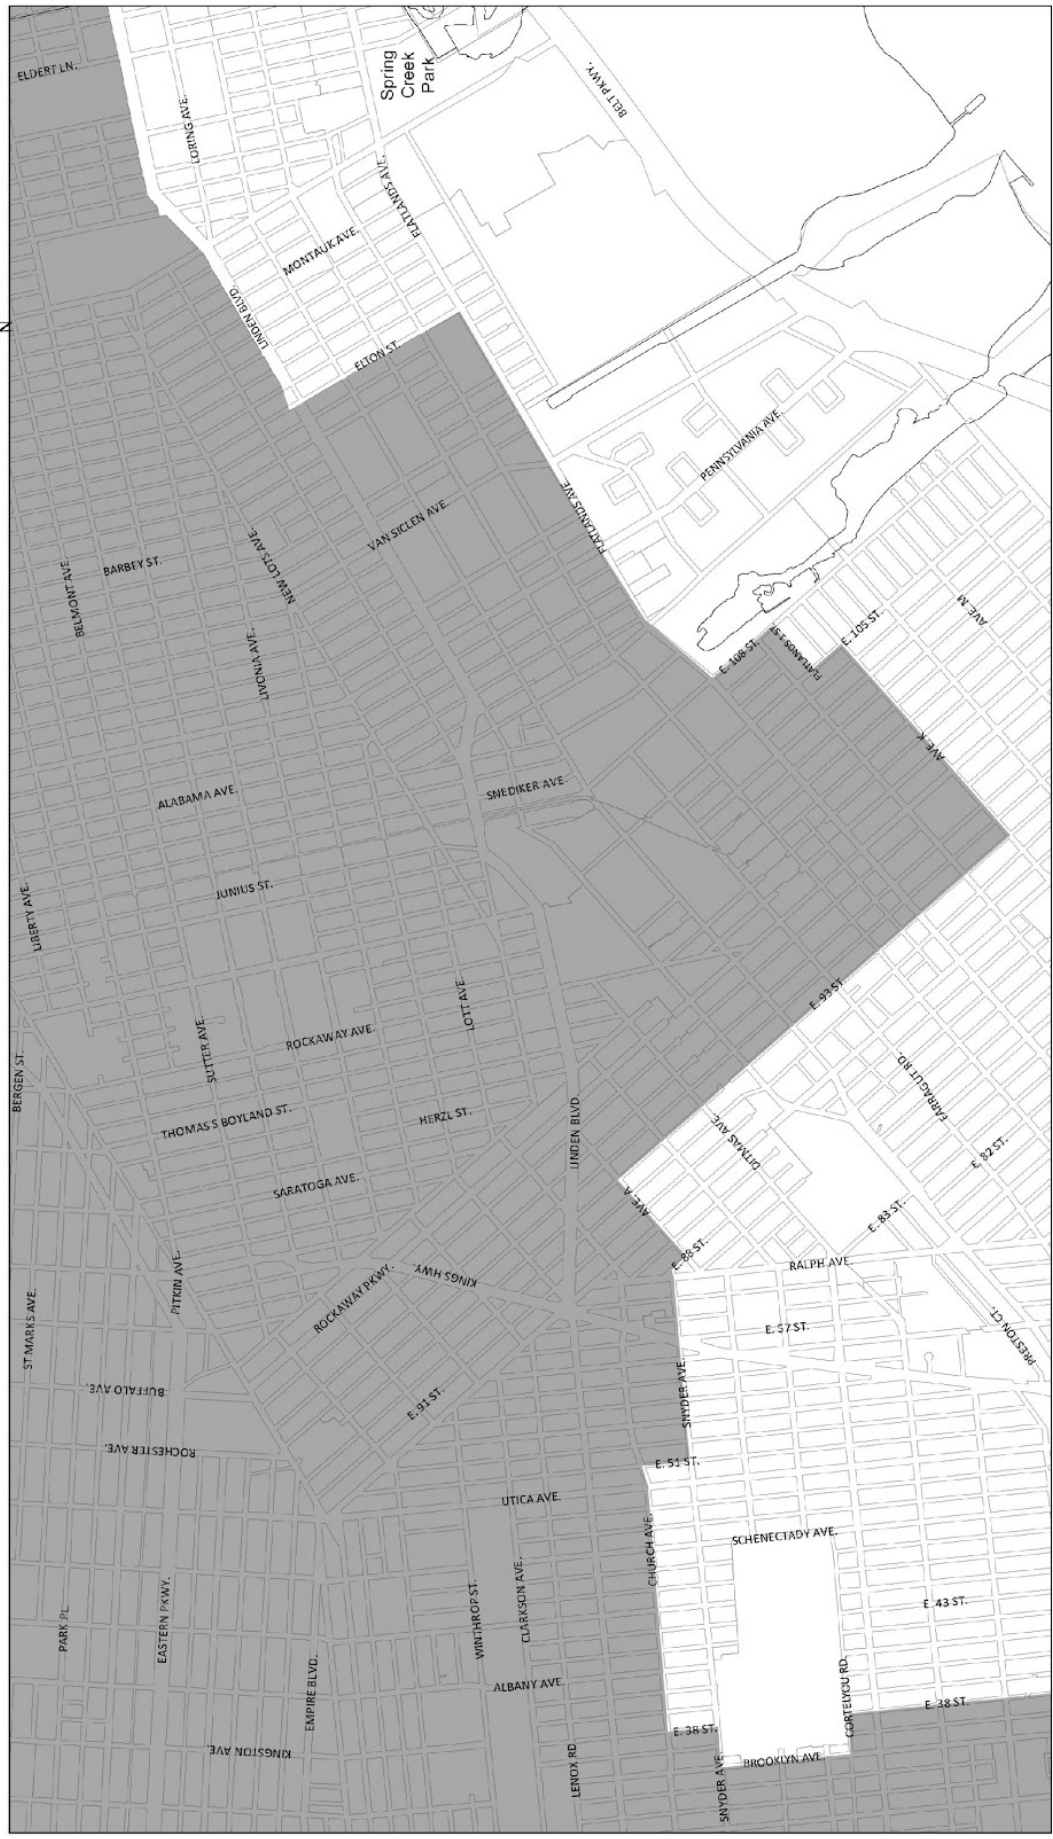 ELDERT LN.
Spring
Creek
Park
BELT PKWY.
LORING AVE.
FLATLANDS AVE.
MONTAUK AVE.
N
LINDEN BLVD.
ELTON ST.
PENNSYLVANIA AVE.
VAN SICLEN AVE.
FLATLANDS AVE.
NEW LOTS AVE.
BARBEY ST.
BELMONT AVE.
AVE M
E. 105 ST.
LIVONIA AVE.
E. 108 ST.
FLATLANDS 1 ST.
AVE. K
SNEDIKER AVE.
ALABAMA AVE.
JUNIUS ST.
LIBERTY AVE.
E. 93 ST.
LOTT AVE.
ROCKAWAY AVE.
SUTTER AVE.
BERGEN ST.
FARRAGUT RD.
THOMAS S BOYLAND ST.
HERZL ST.
LINDEN BLVD.
DITMAS AVE.
E. 82 ST.
SARATOGA AVE.
AVE. A
E. 83 ST.
E. 88 ST.
RALPH AVE.
PITKIN AVE.
KINGS HWY.
ROCKAWAY PKWY.
ST MARKS AVE.
E. 57 ST.
PRESTON CT.
BUFFALO AVE.
SNYDER AVE.
E. 91 ST.
ROCHESTER AVE.
E. 51 ST.
UTICA AVE.
SCHENECTADY AVE.
CHURCH AVE.
CLARKSON AVE.
E. 43 ST.
PARK PL.
EASTERN PKWY.
WINTHROP ST.
EMPIRE BLVD.
ALBANY AVE.
CORTELYOU RD.
E. 38 ST.
E. 38 ST.
KINGSTON AVE.
LENOX RD
BROOKLYN AVE.
SNYDER AVE.